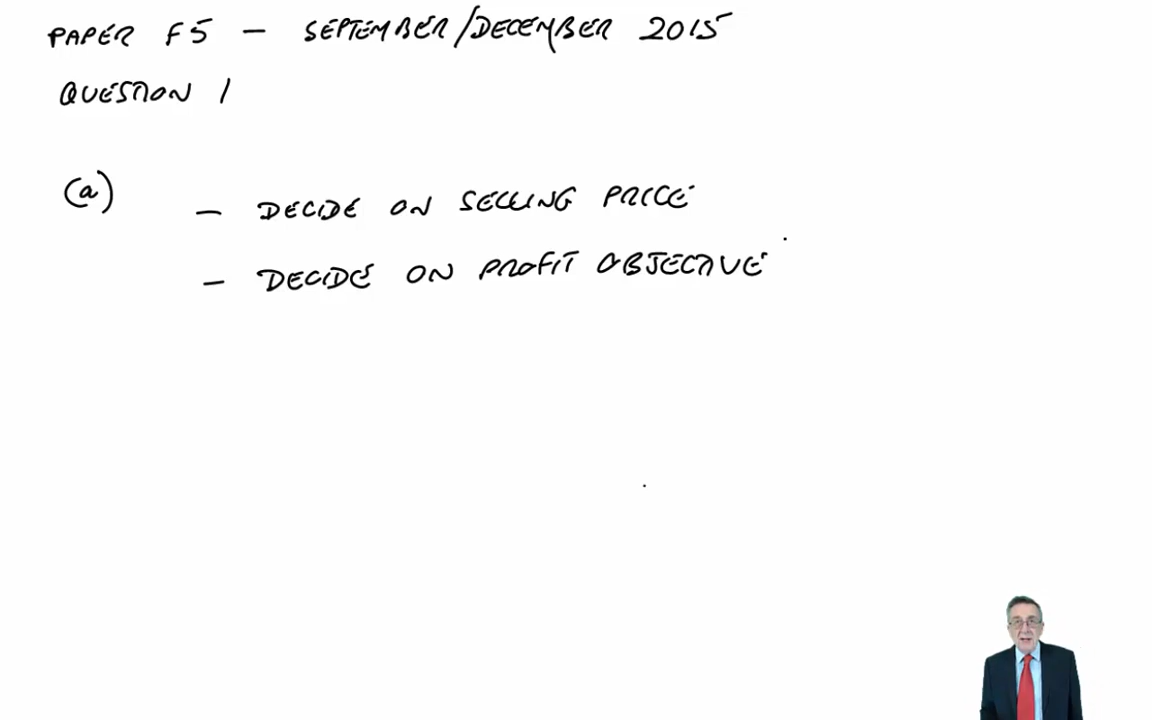 PAPER F5 - SEPTEMBER/DECEMBER 2015
QUESTION 1
(a)
- DECIDE ON SELLING PRICE
- DECIDE ON PROFIT OBJECTIVE